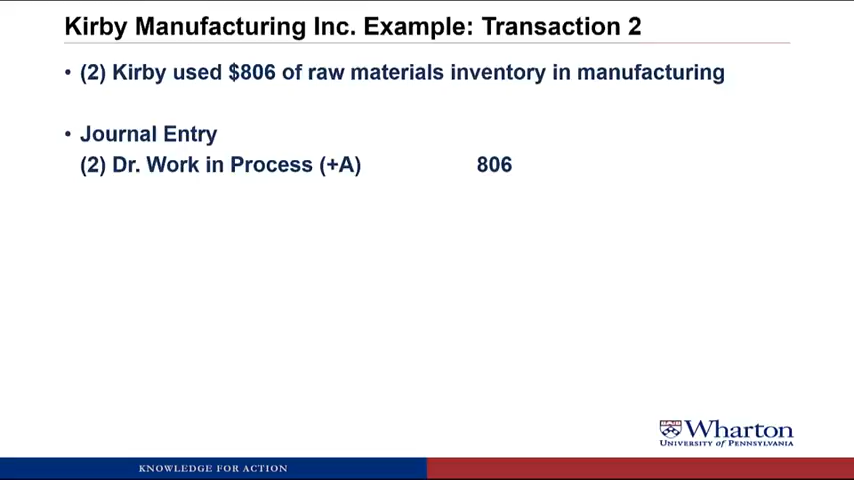 Kirby Manufacturing Inc. Example: Transaction 2
• (2) Kirby used $806 of raw materials inventory in manufacturing
• Journal Entry
(2) Dr. Work in Process (+A) 806
Wharton
UNIVERSITY OF PENNSYLVANIA
KNOWLEDGE FOR ACTION